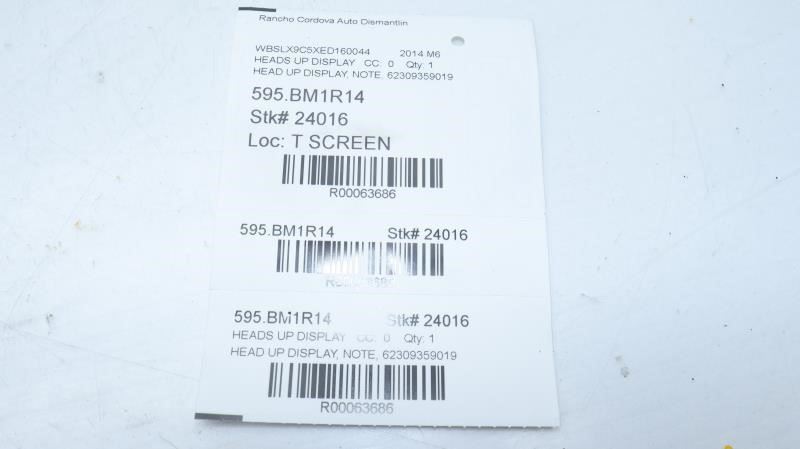 Rancho Cordova Auto Dismantlin
WBSLX9C5XED160044 2014 M6
HEADS UP DISPLAY CC: 0 Qty: 1
HEAD UP DISPLAY, NOTE, 62309359019
595.BM1R14
Stk# 24016
Loc: T SCREEN
R00063686
595.BM1R14 Stk# 24016
595.BM1R14 Stk# 24016
HEADS UP DISPLAY CC: 0 Qty: 1
HEAD UP DISPLAY, NOTE, 62309359019
R00063686